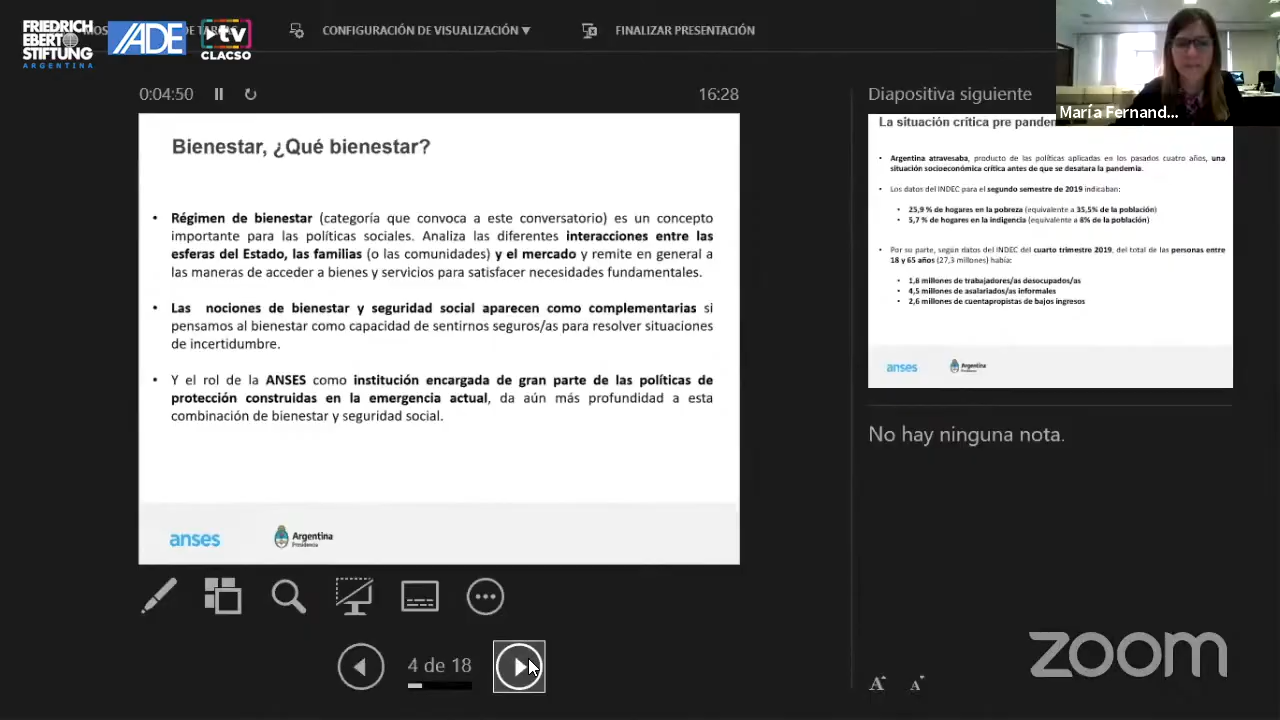 FRIEDRICH
EBERT
STIFTUNG
ARGENTINA
ADE
tv
CLACSO
CONFIGURACIÓN DE VISUALIZACIÓN ▼
FINALIZAR PRESENTACIÓN
María Fernand...
0:04:50
16:28
Bienestar, ¿Qué bienestar?
• Régimen de bienestar (categoría que convoca a este conversatorio) es un concepto
importante para las políticas sociales. Analiza las diferentes interacciones entre las
esferas del Estado, las familias (o las comunidades) y el mercado y remite en general a
las maneras de acceder a bienes y servicios para satisfacer necesidades fundamentales.
• Las nociones de bienestar y seguridad social aparecen como complementarias si
pensamos al bienestar como capacidad de sentirnos seguros/as para resolver situaciones
de incertidumbre.
• Y el rol de la ANSES como institución encargada de gran parte de las políticas de
protección construidas en la emergencia actual, da aún más profundidad a esta
combinación de bienestar y seguridad social.
anses
Argentina
Presidencia
4 de 18
Diapositiva siguiente
La situación crítica pre
• Argentina atravesaba, producto de las políticas aplicadas en los pasados cuatro años, una
situación socioeconómica crítica antes de que se desatara la pandemia.
• Los datos del INDEC para el segundo semestre de 2019 indicaban:
• 25,9 % de hogares en la pobreza (equivalente a 35,5% de la población)
• 5,7 % de hogares en la indigencia (equivalente a 8% de la población)
• Por su parte, según datos del INDEC del cuarto trimestre 2019, del total de las personas entre
18 y 65 años (27,3 millones) había:
• 1,8 millones de trabajadores/as desocupados/as
• 4,5 millones de asalariados/as informales
• 2,6 millones de cuentapropistas de bajos ingresos
anses
Argentina
No hay ninguna nota.
A A
zoom